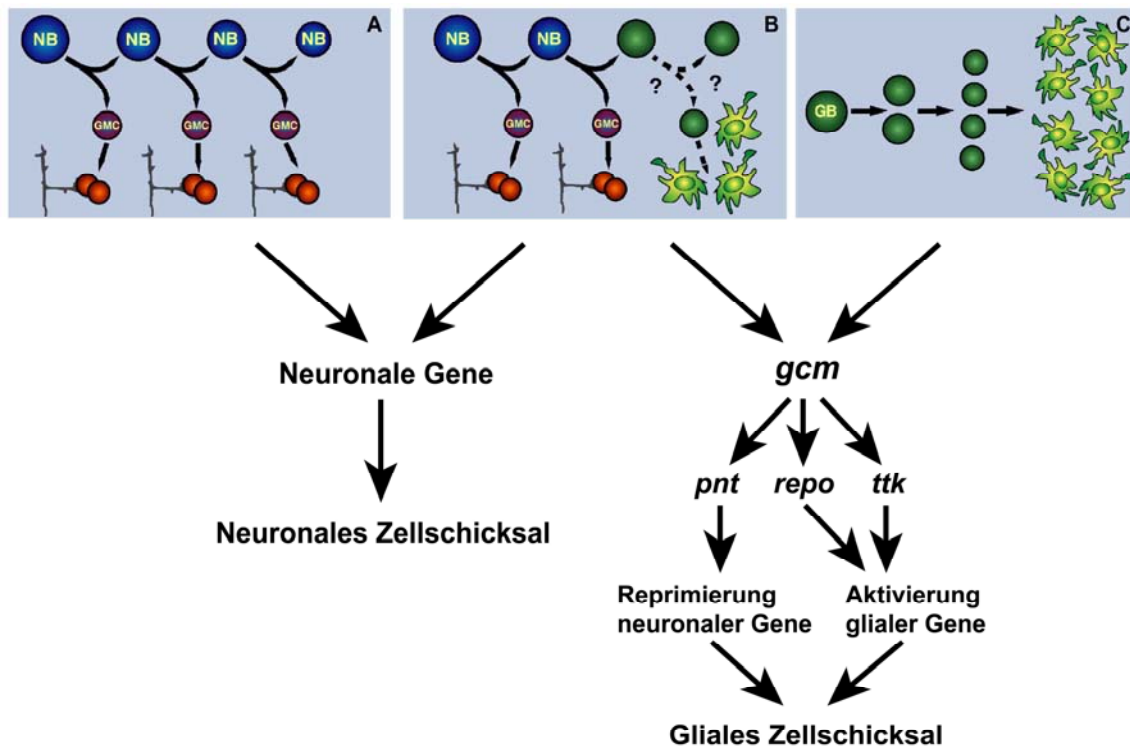 A
NB NB NB NB
GMC GMC GMC
B
NB NB
? ?
GMC GMC
C
GB
Neuronale Gene
Neuronales Zellschicksal
gcm
pnt repo ttk
Reprimierung
neuronaler Gene
Aktivierung
glialer Gene
Gliales Zellschicksal